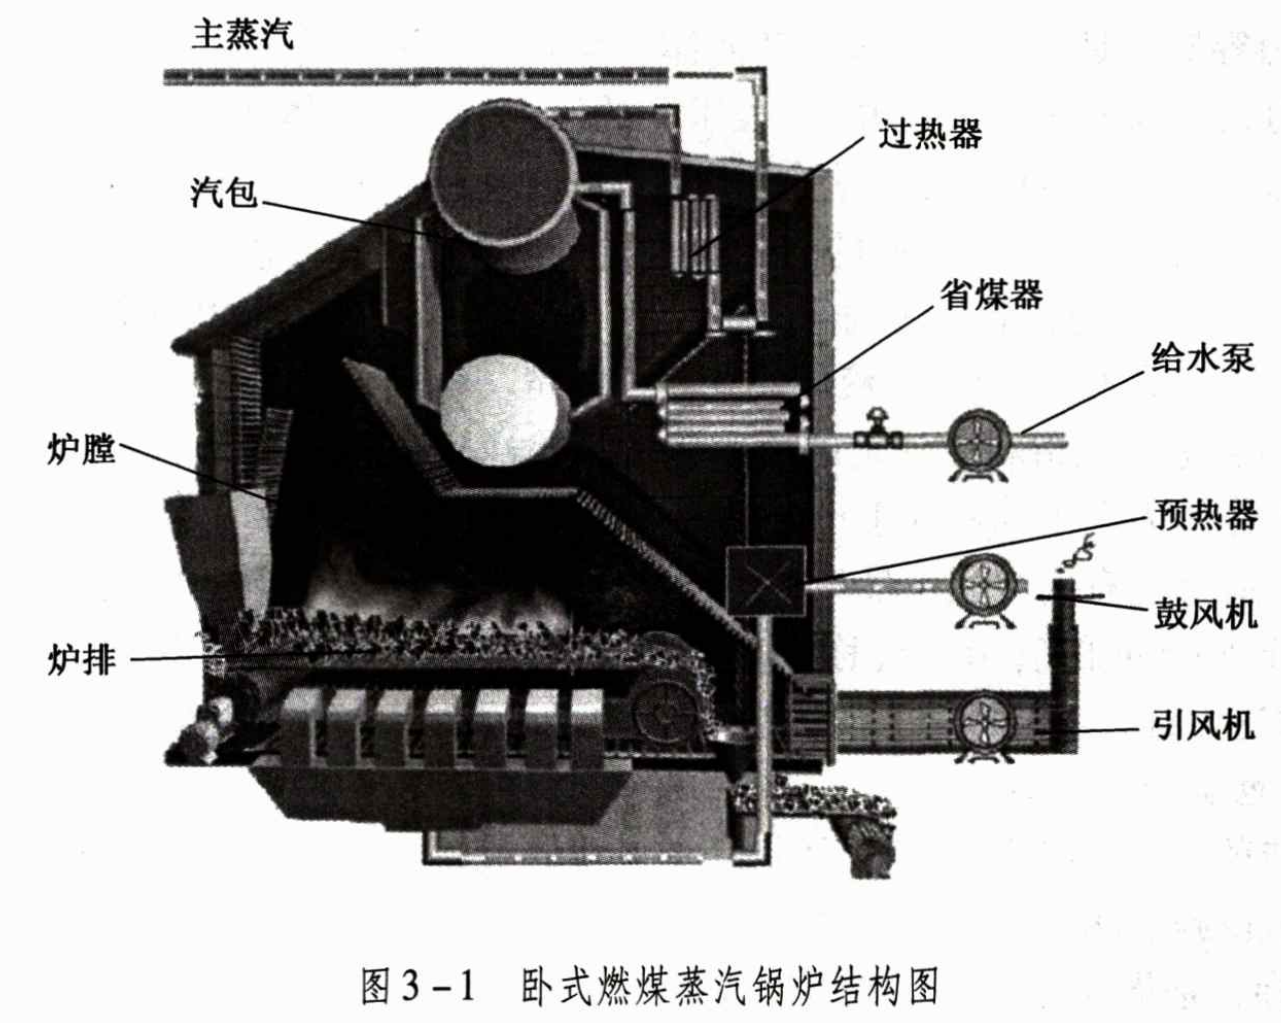 主蒸汽
过热器
汽包
省煤器
给水泵
炉膛
预热器
鼓风机
炉排
引风机
图3-1 卧式燃煤蒸汽锅炉结构图